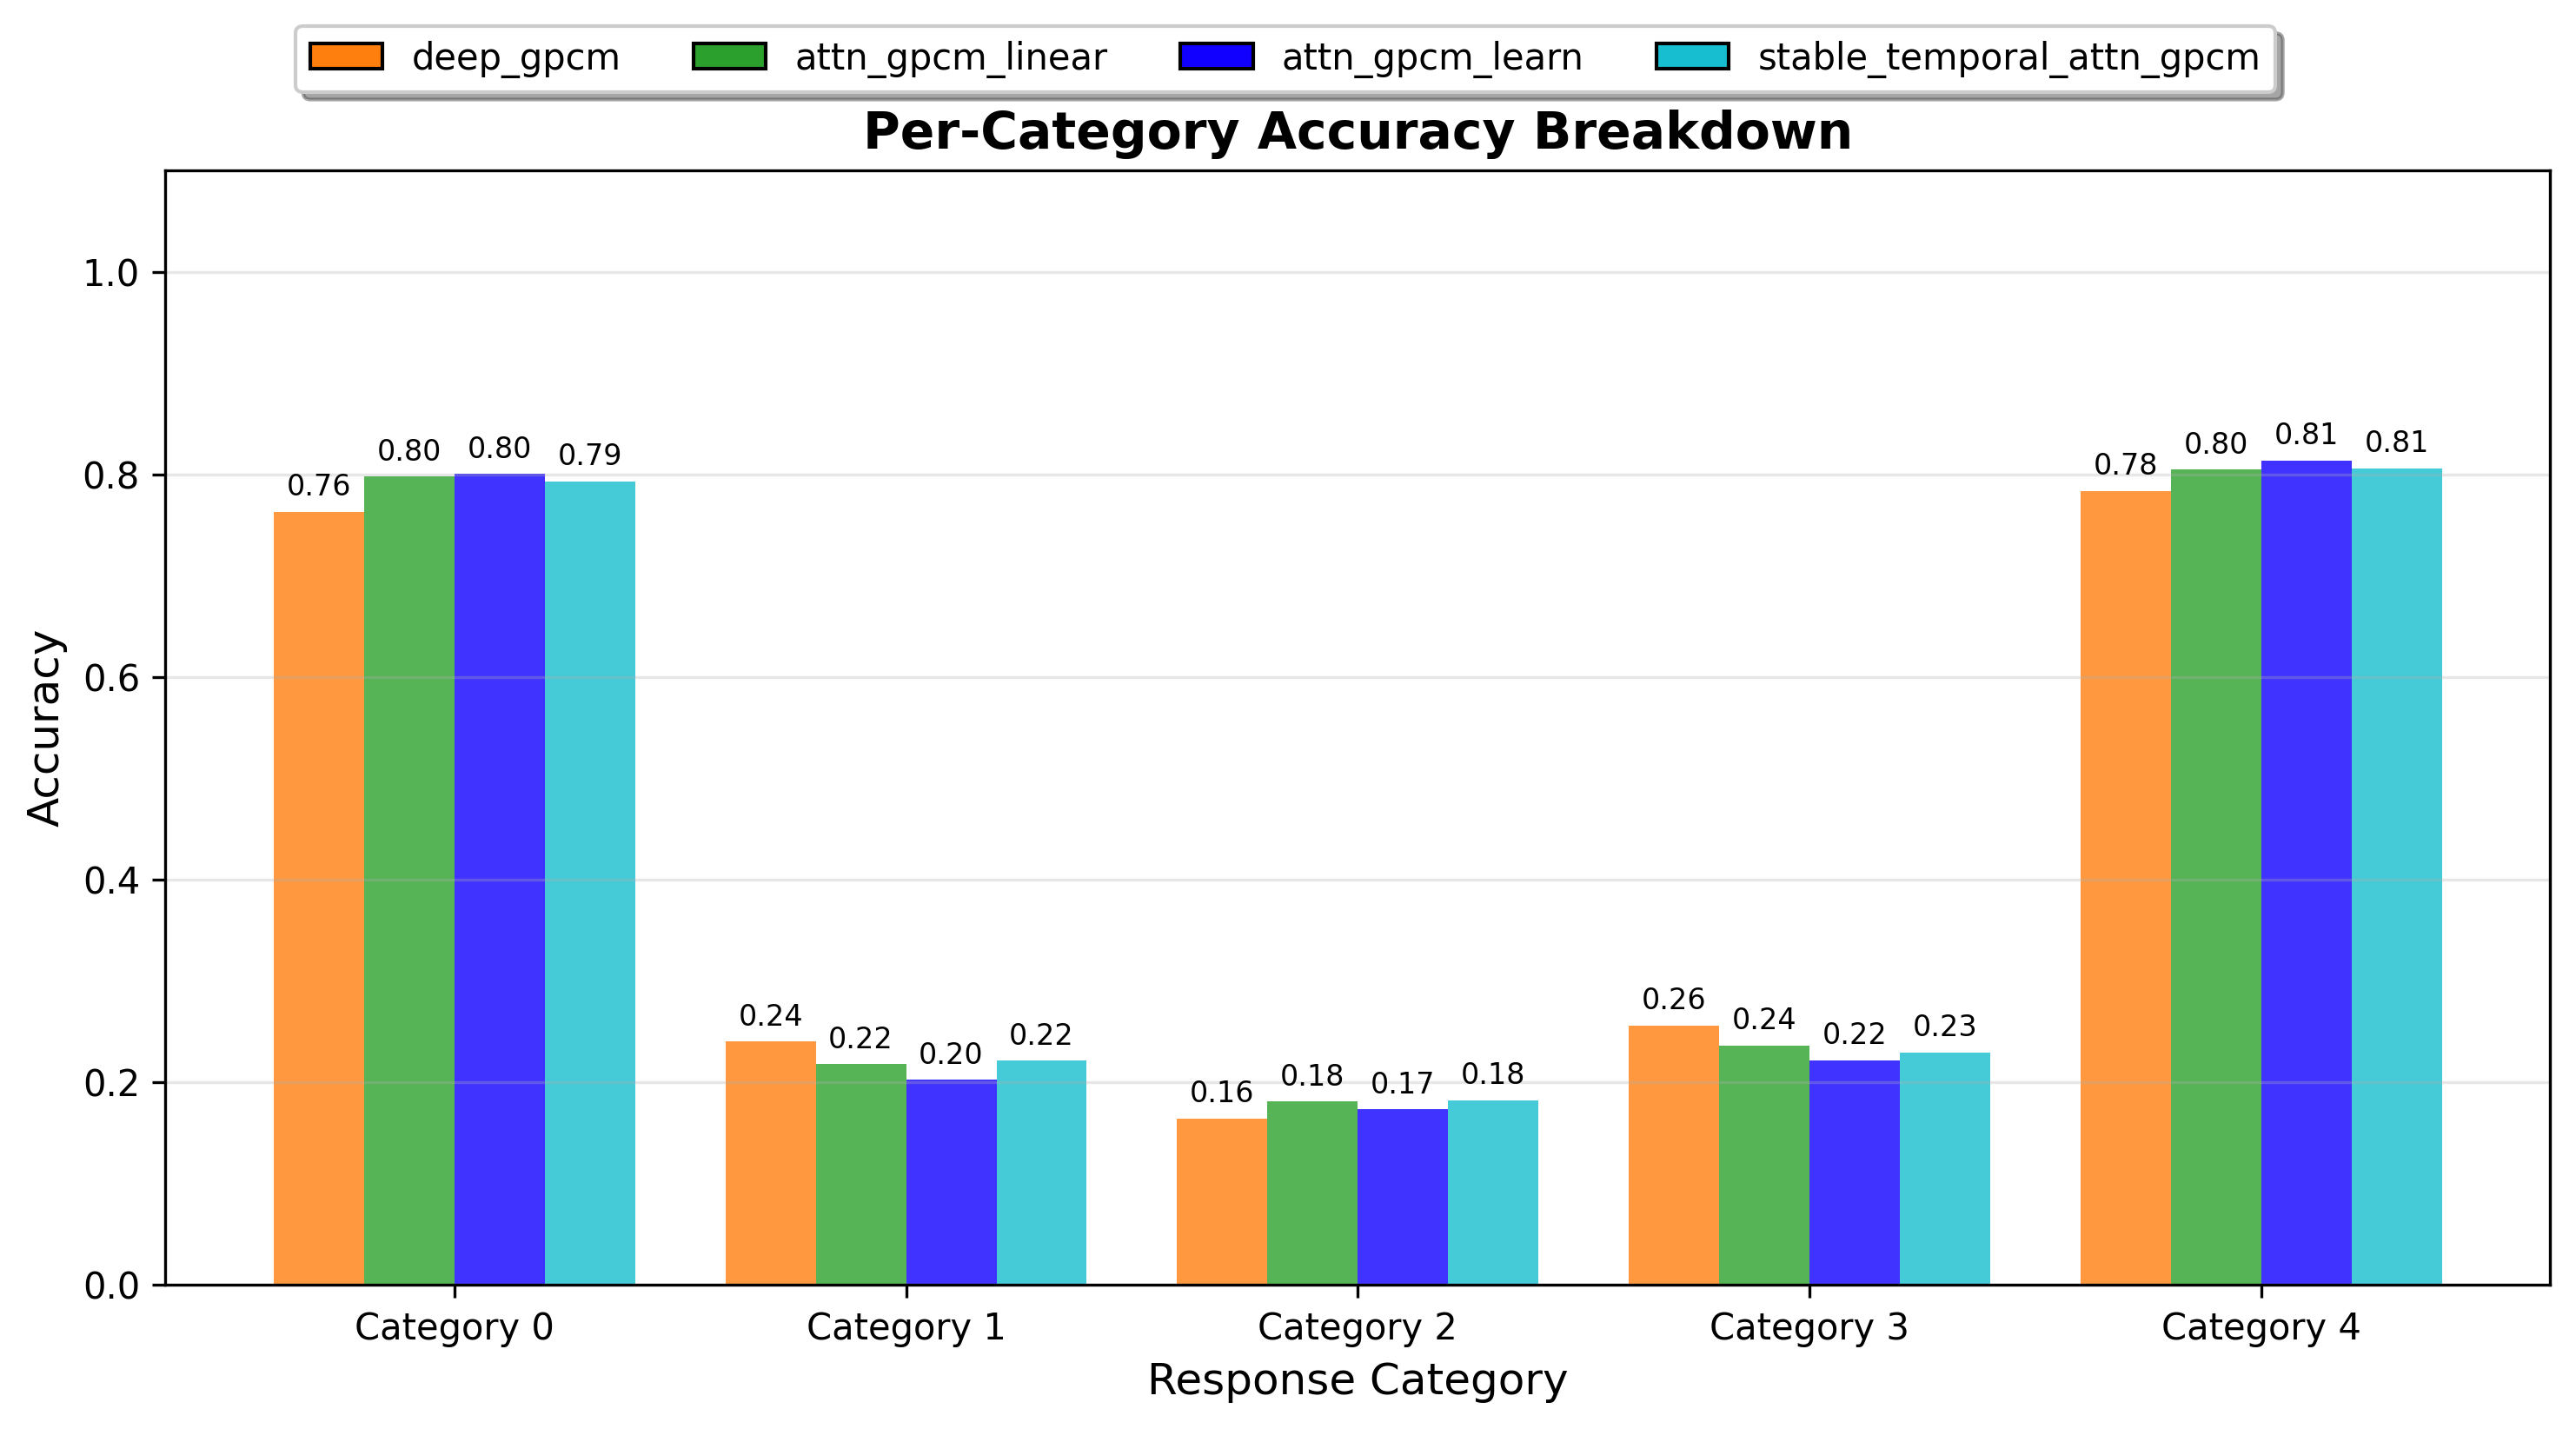 deep_gpcm attn_gpcm_linear attn_gpcm_learn stable_temporal_attn_gpcm
Per-Category Accuracy Breakdown
Accuracy
1.0
0.8
0.6
0.4
0.2
0.0
0.76 0.80 0.80 0.79
0.24 0.22 0.20 0.22
0.16 0.18 0.17 0.18
0.26 0.24 0.22 0.23
0.78 0.80 0.81 0.81
Category 0 Category 1 Category 2 Category 3 Category 4
Response Category